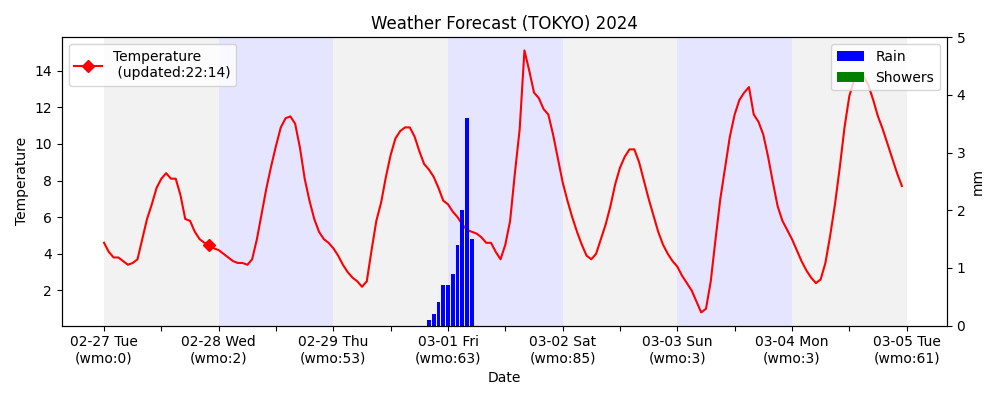 Weather Forecast (TOKYO) 2024
Temperature
(updated:22:14)
Rain
Showers
14
12
10
8
6
4
2
Temperature
5
4
3
2
1
0
mm
02-27 Tue
(wmo:0)
02-28 Wed
(wmo:2)
02-29 Thu
(wmo:53)
03-01 Fri
(wmo:63)
03-02 Sat
(wmo:85)
03-03 Sun
(wmo:3)
03-04 Mon
(wmo:3)
03-05 Tue
(wmo:61)
Date